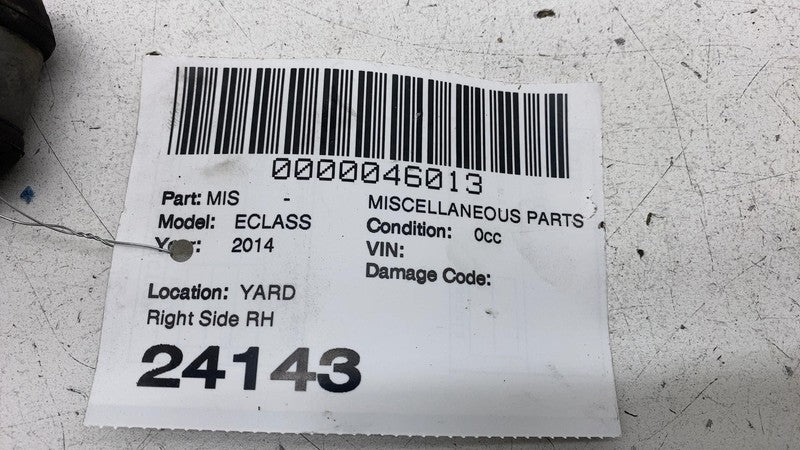 0000046013
Part: MIS - MISCELLANEOUS PARTS
Model: ECLASS Condition: 0cc
Year: 2014 VIN:
Damage Code:
Location: YARD
Right Side RH
24143